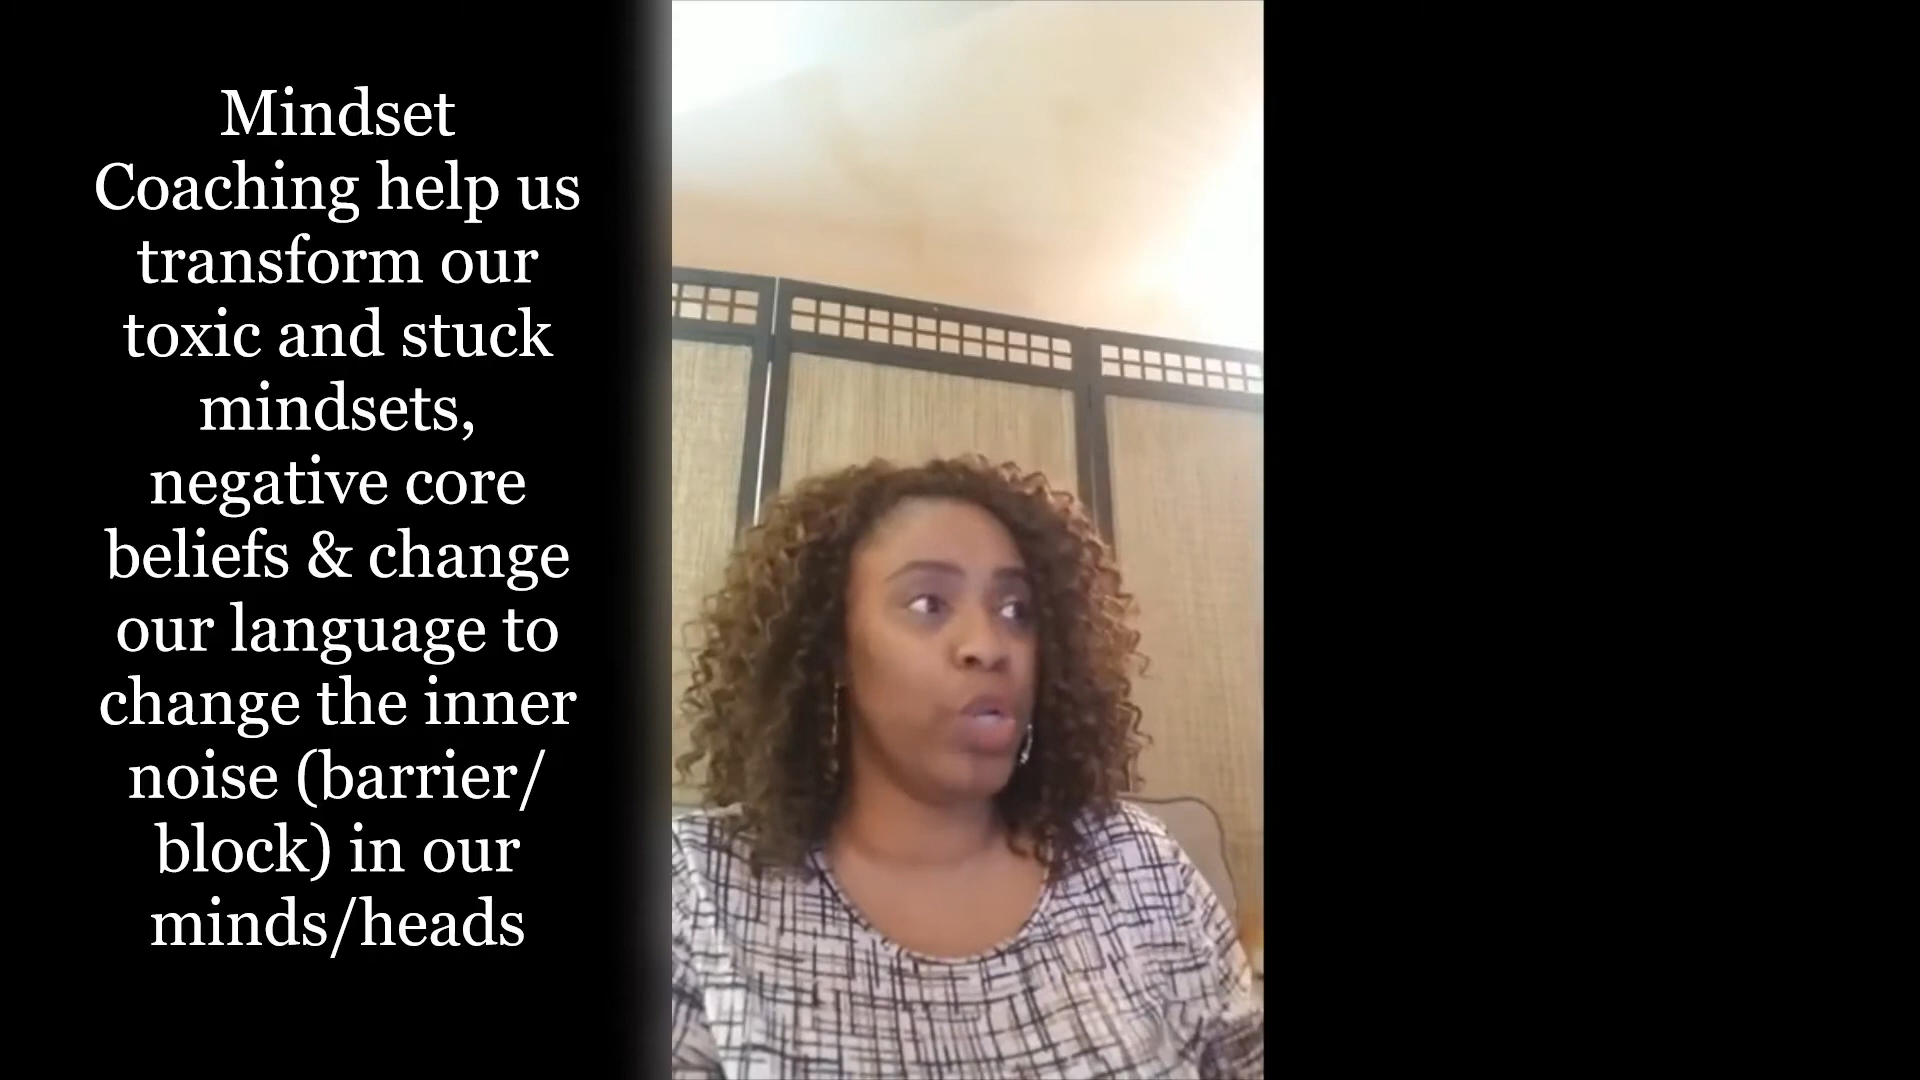 Mindset
Coaching help us
transform our
toxic and stuck
mindsets,
negative core
beliefs & change
our language to
change the inner
noise (barrier/
block) in our
minds/heads